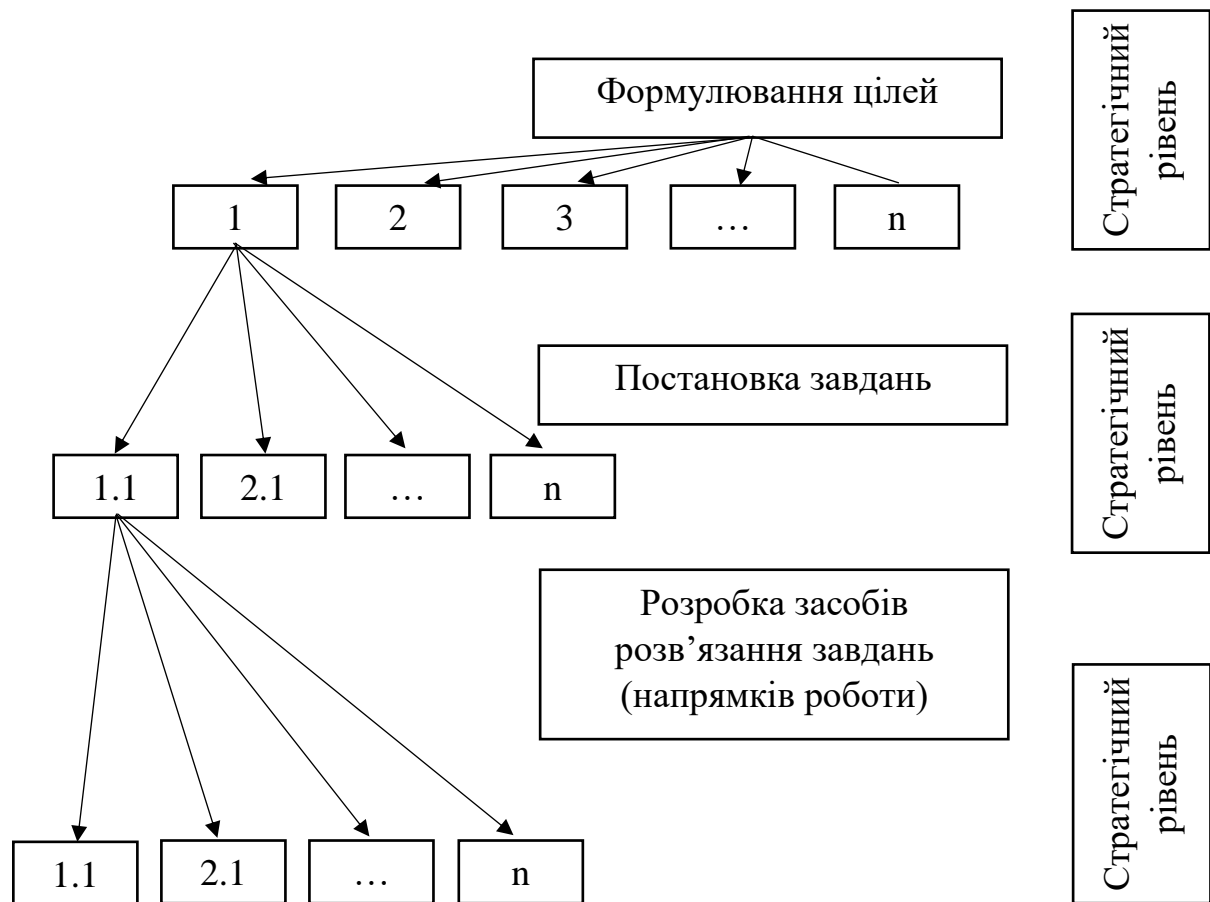 Формулювання цілей
Стратегічний
рівень
1
2
3
…
n
Постановка завдань
Стратегічний
рівень
1.1
2.1
…
n
Розробка засобів
розв’язання завдань
(напрямків роботи)
Стратегічний
рівень
1.1
2.1
…
n